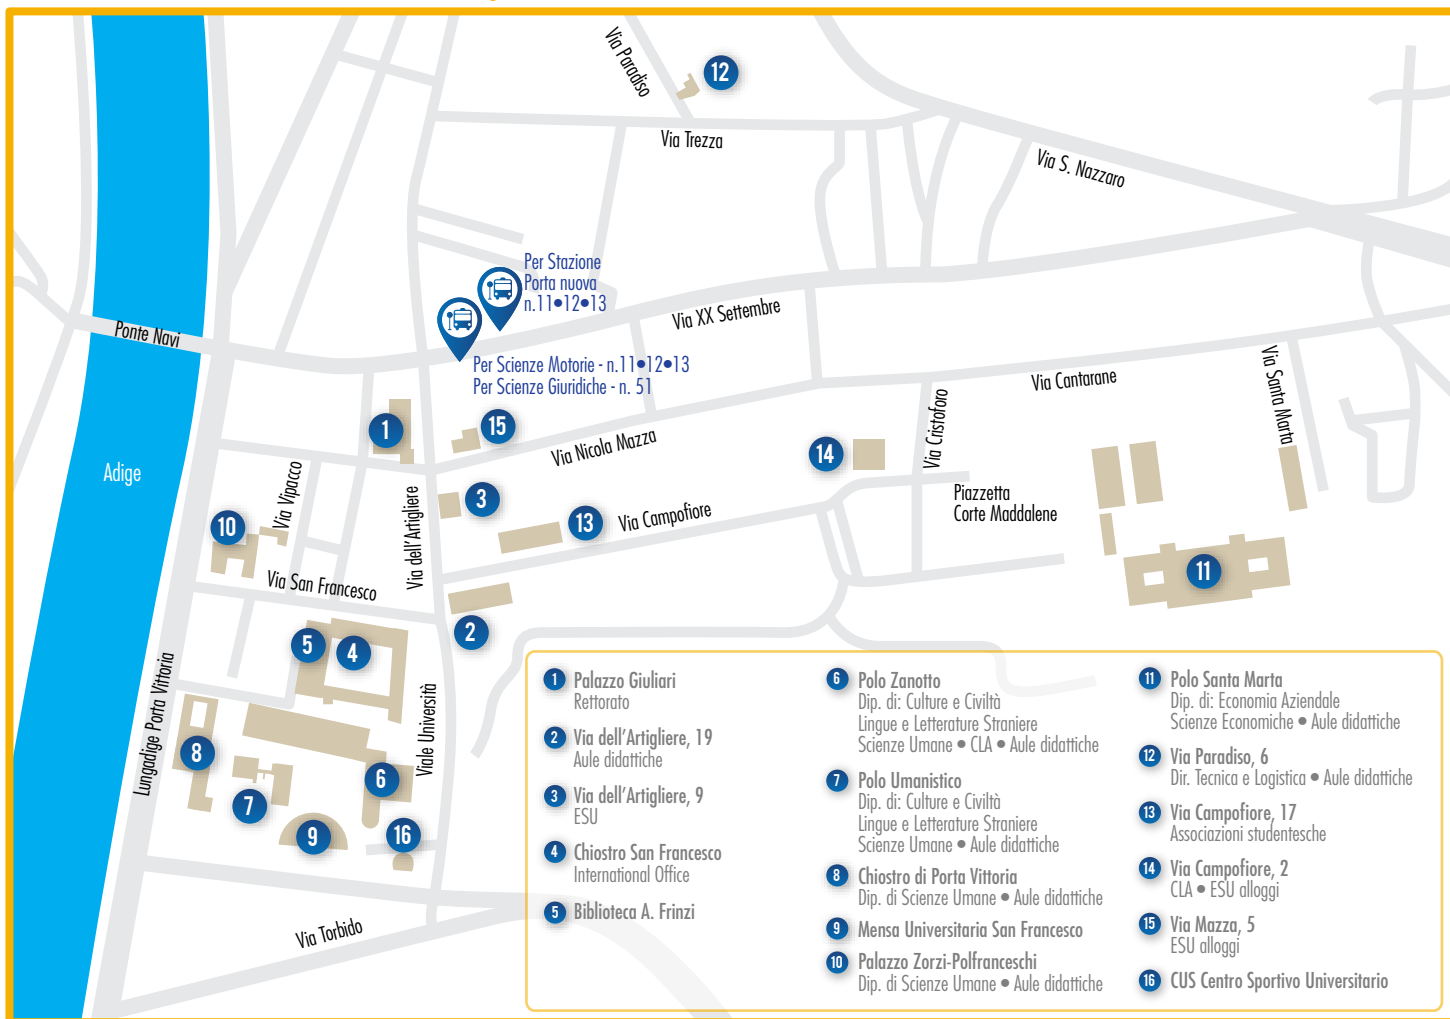 Via Paradiso
12
Via Trezza
Via S. Nazzaro
Per Stazione
Porta nuova
n.11•12•13
Via XX Settembre
Ponte Navi
Per Scienze Motorie - n.11•12•13
Per Scienze Giuridiche - n. 51
Via Cantarane
Via Santa Marta
1
15
Via Nicola Mazza
14
Via Cristoforo
Adige
Via Vipacco
Via dell'Artigliere
3
Piazzetta
Corte Maddalene
10
13
Via Campofiore
11
Via San Francesco
2
5
4
Lungadige Porta Vittoria
Viale Università
8
6
7
9
16
Via Torbido
1 Palazzo Giuliari
Rettorato
2 Via dell'Artigliere, 19
Aule didattiche
3 Via dell'Artigliere, 9
ESU
4 Chiostro San Francesco
International Office
5 Biblioteca A. Frinzi
6 Polo Zanotto
Dip. di: Culture e Civiltà
Lingue e Letterature Straniere
Scienze Umane • CLA • Aule didattiche
7 Polo Umanistico
Dip. di: Culture e Civiltà
Lingue e Letterature Straniere
Scienze Umane • Aule didattiche
8 Chiostro di Porta Vittoria
Dip. di Scienze Umane • Aule didattiche
9 Mensa Universitaria San Francesco
10 Palazzo Zorzi-Polfranceschi
Dip. di Scienze Umane • Aule didattiche
11 Polo Santa Marta
Dip. di: Economia Aziendale
Scienze Economiche • Aule didattiche
12 Via Paradiso, 6
Dir. Tecnica e Logistica • Aule didattiche
13 Via Campofiore, 17
Associazioni studentesche
14 Via Campofiore, 2
CLA • ESU alloggi
15 Via Mazza, 5
ESU alloggi
16 CUS Centro Sportivo Universitario